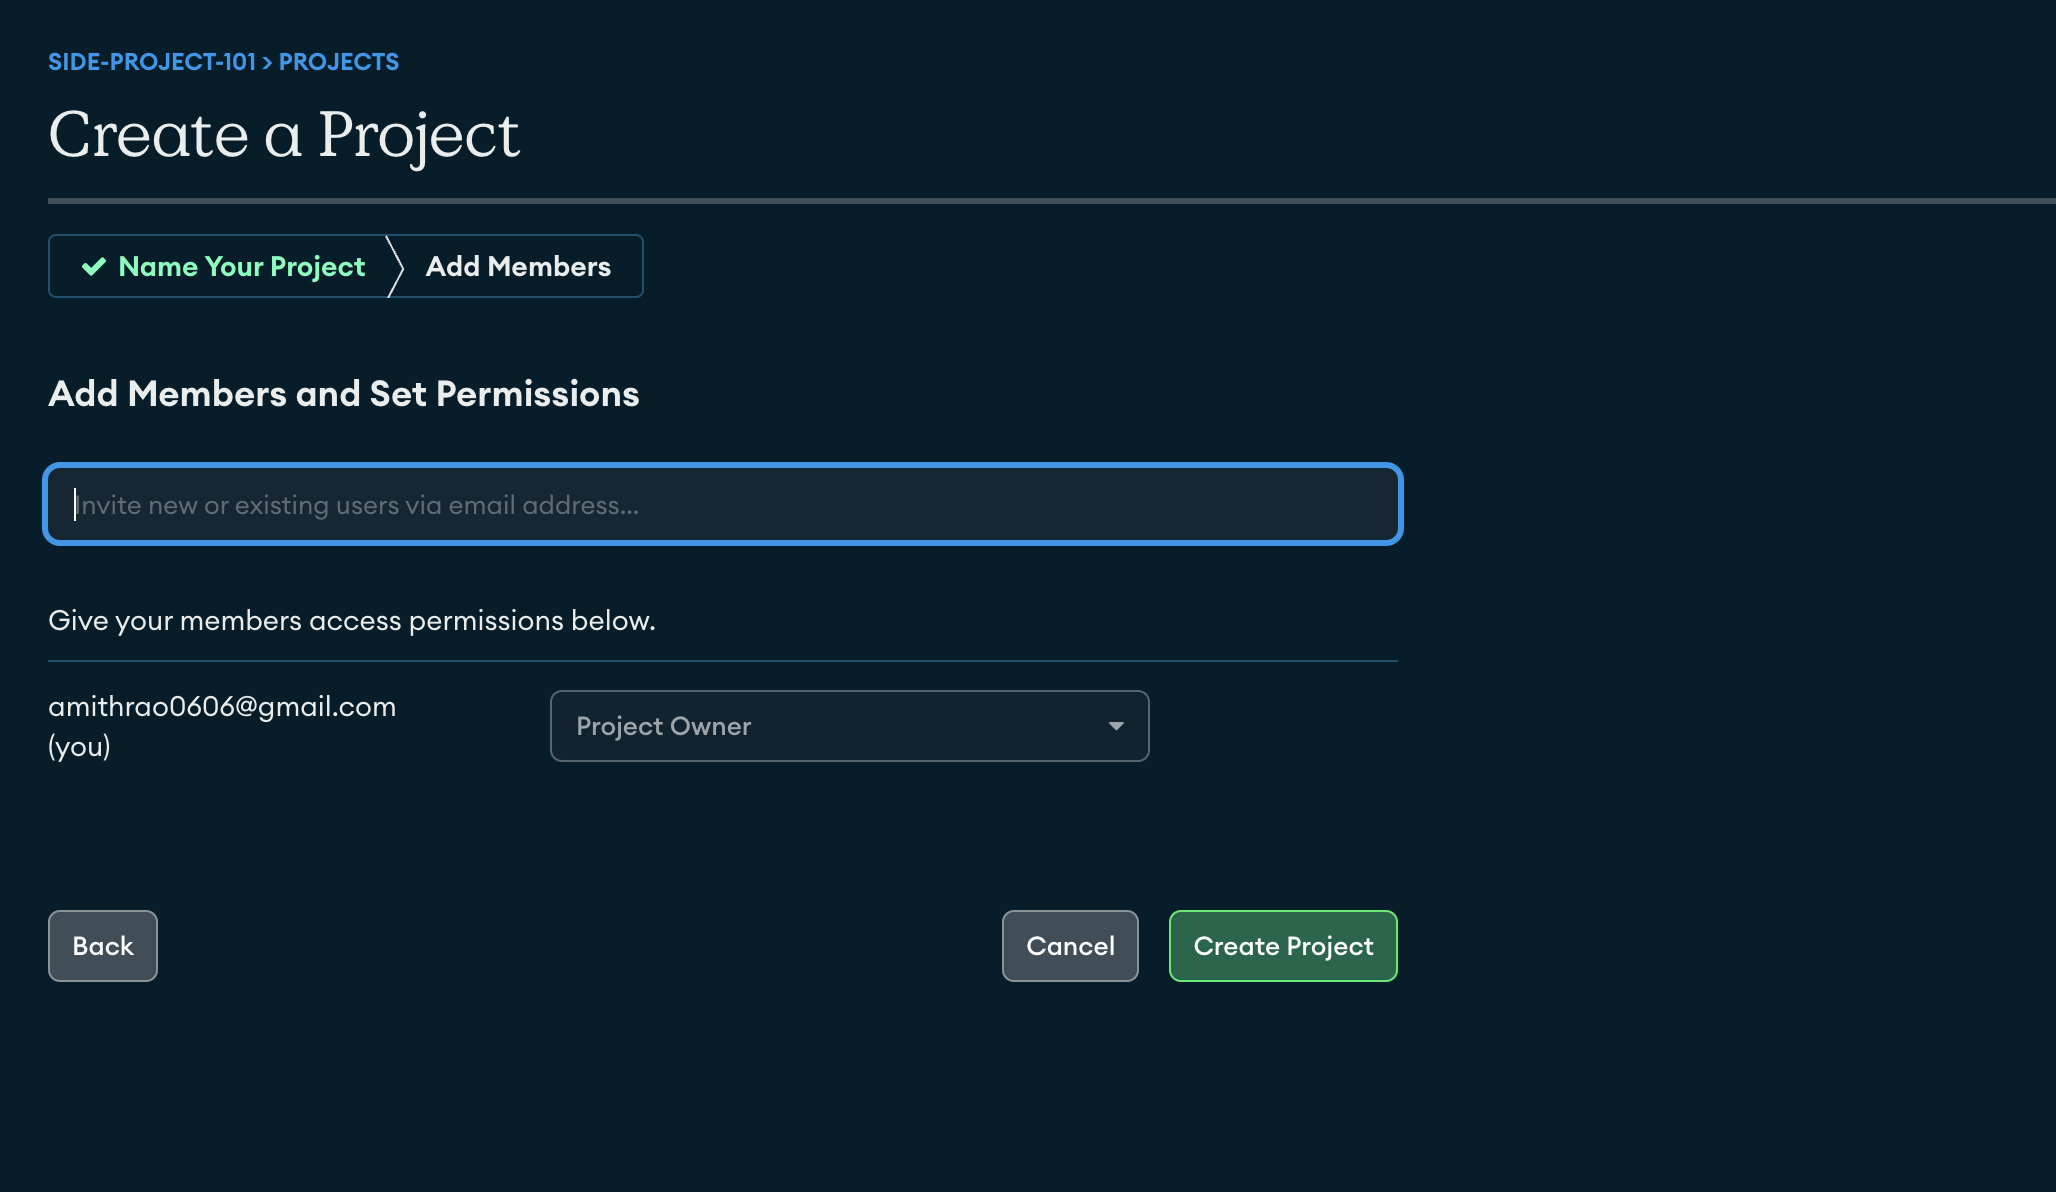 SIDE-PROJECT-101 > PROJECTS
Create a Project
Name Your Project
Add Members
Add Members and Set Permissions
Invite new or existing users via email address...
Give your members access permissions below.
amithrao0606@gmail.com
(you)
Project Owner
Back
Cancel
Create Project